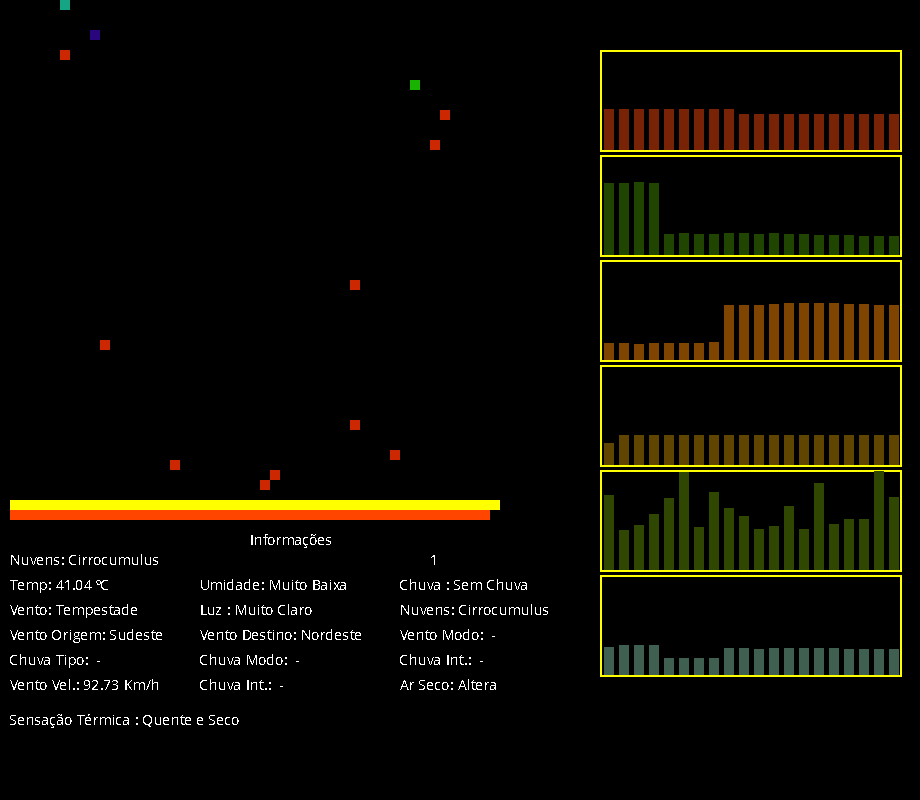 Informações
Nuvens: Cirrocumulus 1
Temp: 41.04 ºC Umidade: Muito Baixa Chuva : Sem Chuva
Vento: Tempestade Luz : Muito Claro Nuvens: Cirrocumulus
Vento Origem: Sudeste Vento Destino: Nordeste Vento Modo: -
Chuva Tipo: - Chuva Modo: - Chuva Int.: -
Vento Vel.: 92.73 Km/h Chuva Int.: - Ar Seco: Altera
Sensação Térmica : Quente e Seco